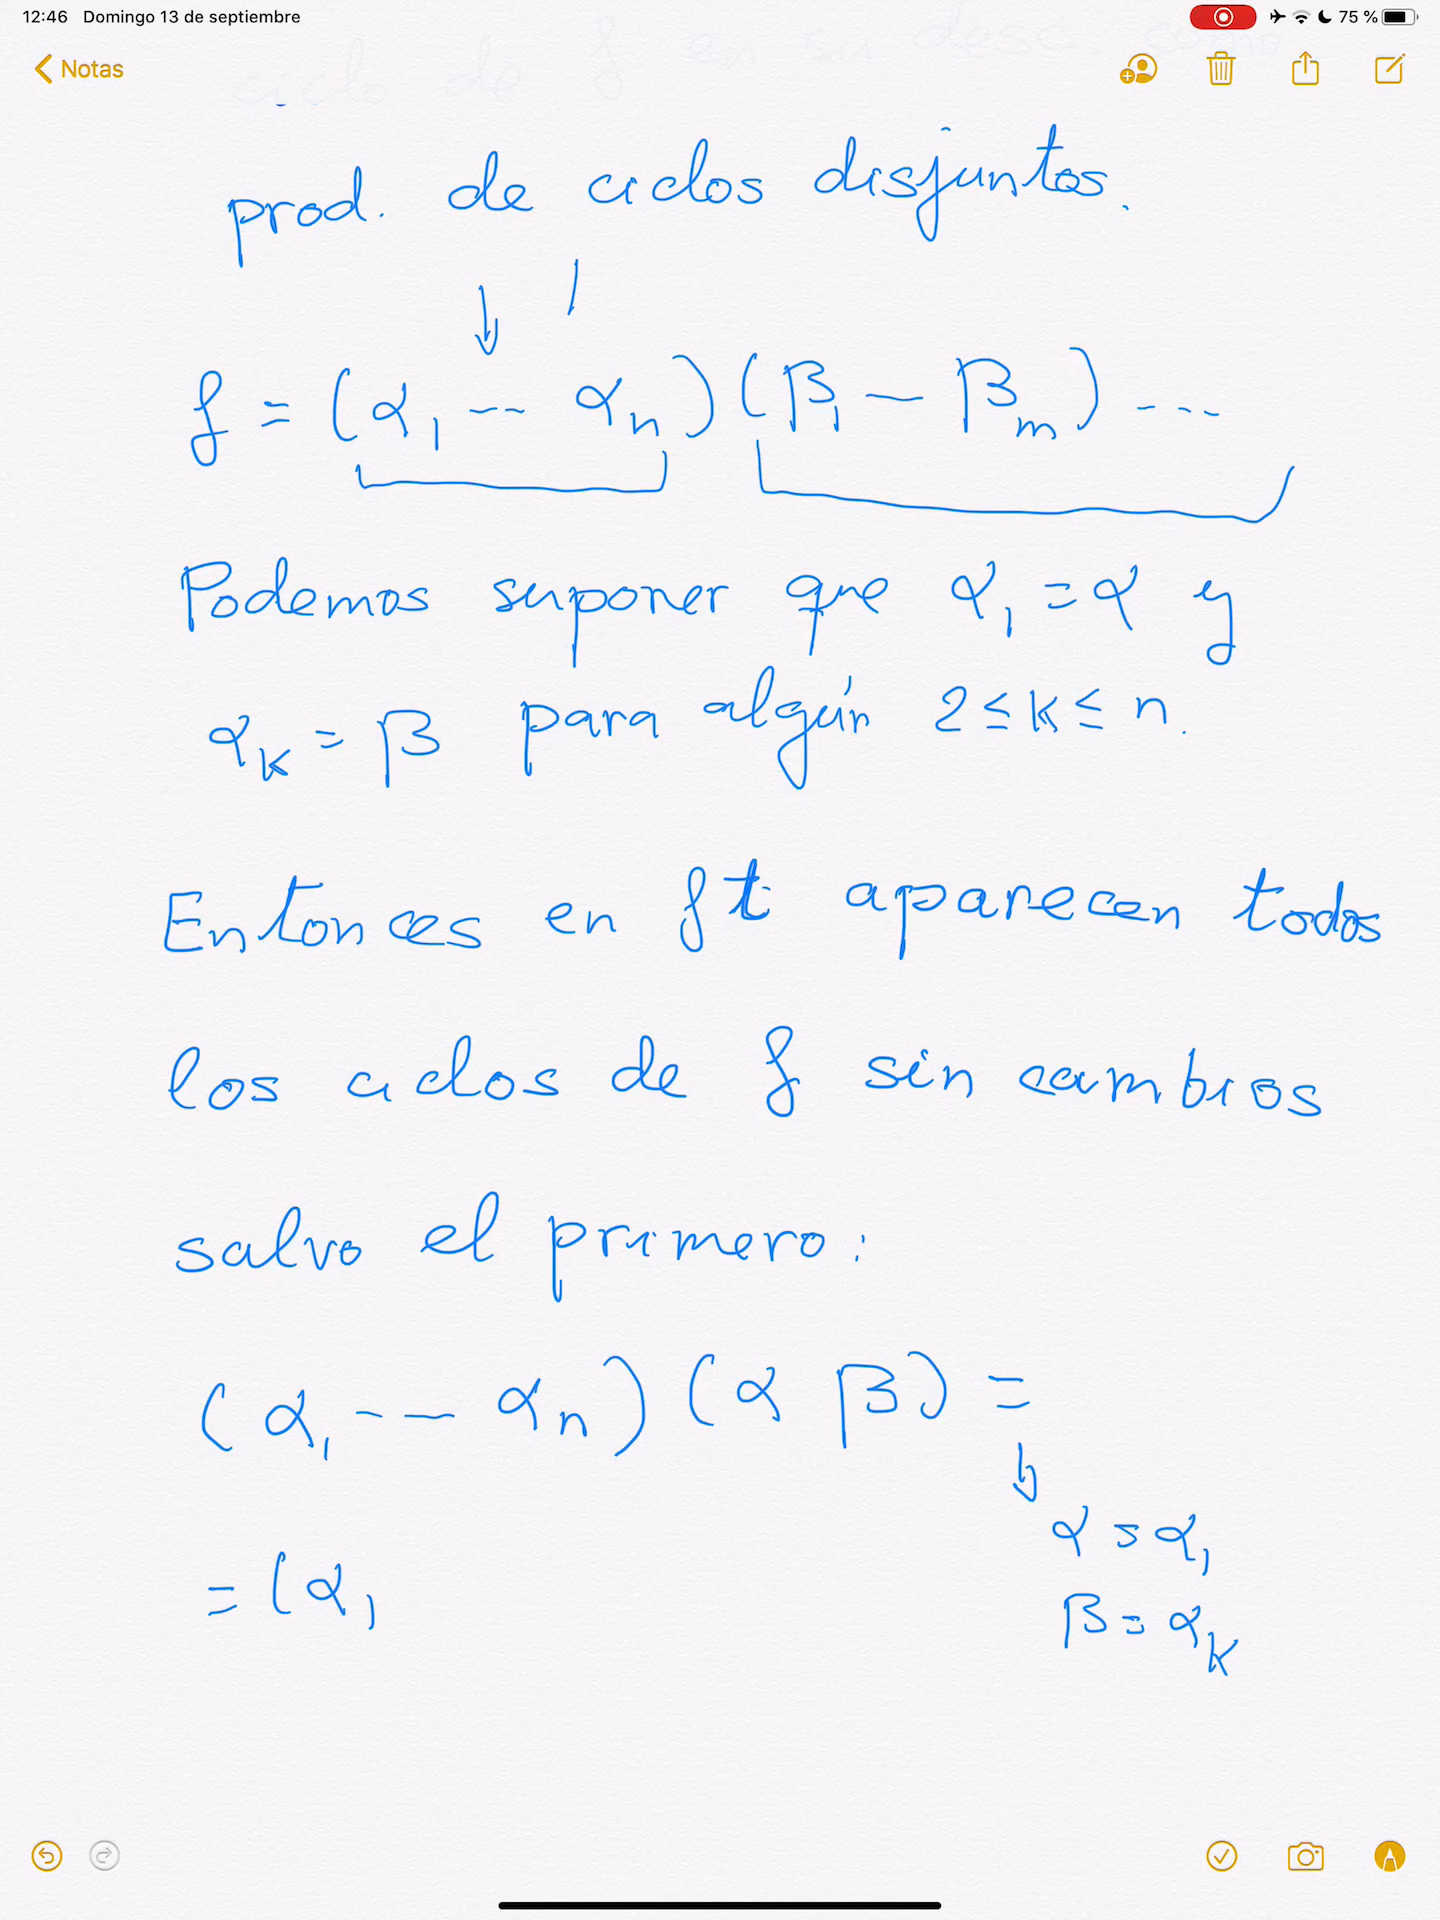 12:46 Domingo 13 de septiembre 75 %
Notas
prod. de ciclos disjuntos.
f = (α₁ -- αₙ) (β₁ — βₘ) ---
Podemos suponer que α₁ = α y
αₖ = β para algún 2 ≤ k ≤ n.
Entonces en f t aparecen todos
los ciclos de f sin cambios
salvo el primero:
(α₁ --- αₙ) (α β) =
α = α₁
= (α₁
β = αₖ